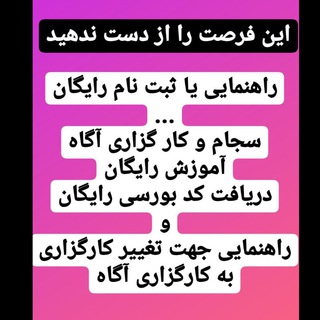 این فرصت را از دست ندهید
راهنمایی یا ثبت نام رایگان
...
سجام و کار گزاری آگاه
آموزش رایگان
دریافت کد بورسی رایگان
و
راهنمایی جهت تغییر کارگزاری
به کارگزاری آگاه